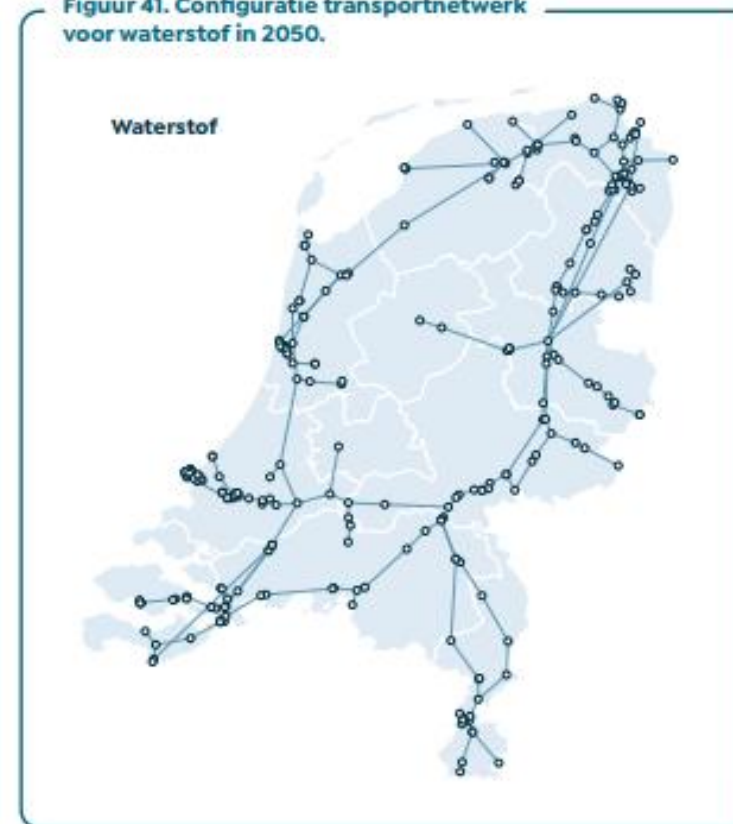 Figuur 41. Configuratie transportnetwerk
voor waterstof in 2050.
Waterstof